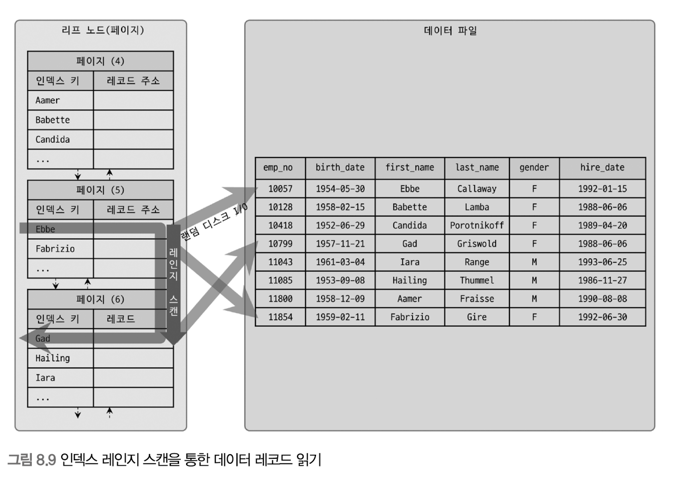 리프 노드(페이지)
페이지 (4)
인덱스 키 레코드 주소
Aamer
Babette
Candida
...
페이지 (5)
인덱스 키 레코드 주소
Ebbe
Fabrizio
...
페이지 (6)
인덱스 키 레코드
Gad
Hailing
Iara
...
레인지 스캔
랜덤 디스크 I/O
데이터 파일
emp_no birth_date first_name last_name gender hire_date
10057 1954-05-30 Ebbe Callaway F 1992-01-15
10128 1958-02-15 Babette Lamba F 1988-06-06
10418 1952-06-29 Candida Porotnikoff F 1989-04-20
10799 1957-11-21 Gad Griswold F 1988-06-06
11043 1961-03-04 Iara Range M 1993-06-25
11085 1953-09-08 Hailing Thummel M 1986-11-27
11800 1958-12-09 Aamer Fraisse M 1990-08-08
11854 1959-02-11 Fabrizio Gire F 1992-06-30
그림 8.9 인덱스 레인지 스캔을 통한 데이터 레코드 읽기